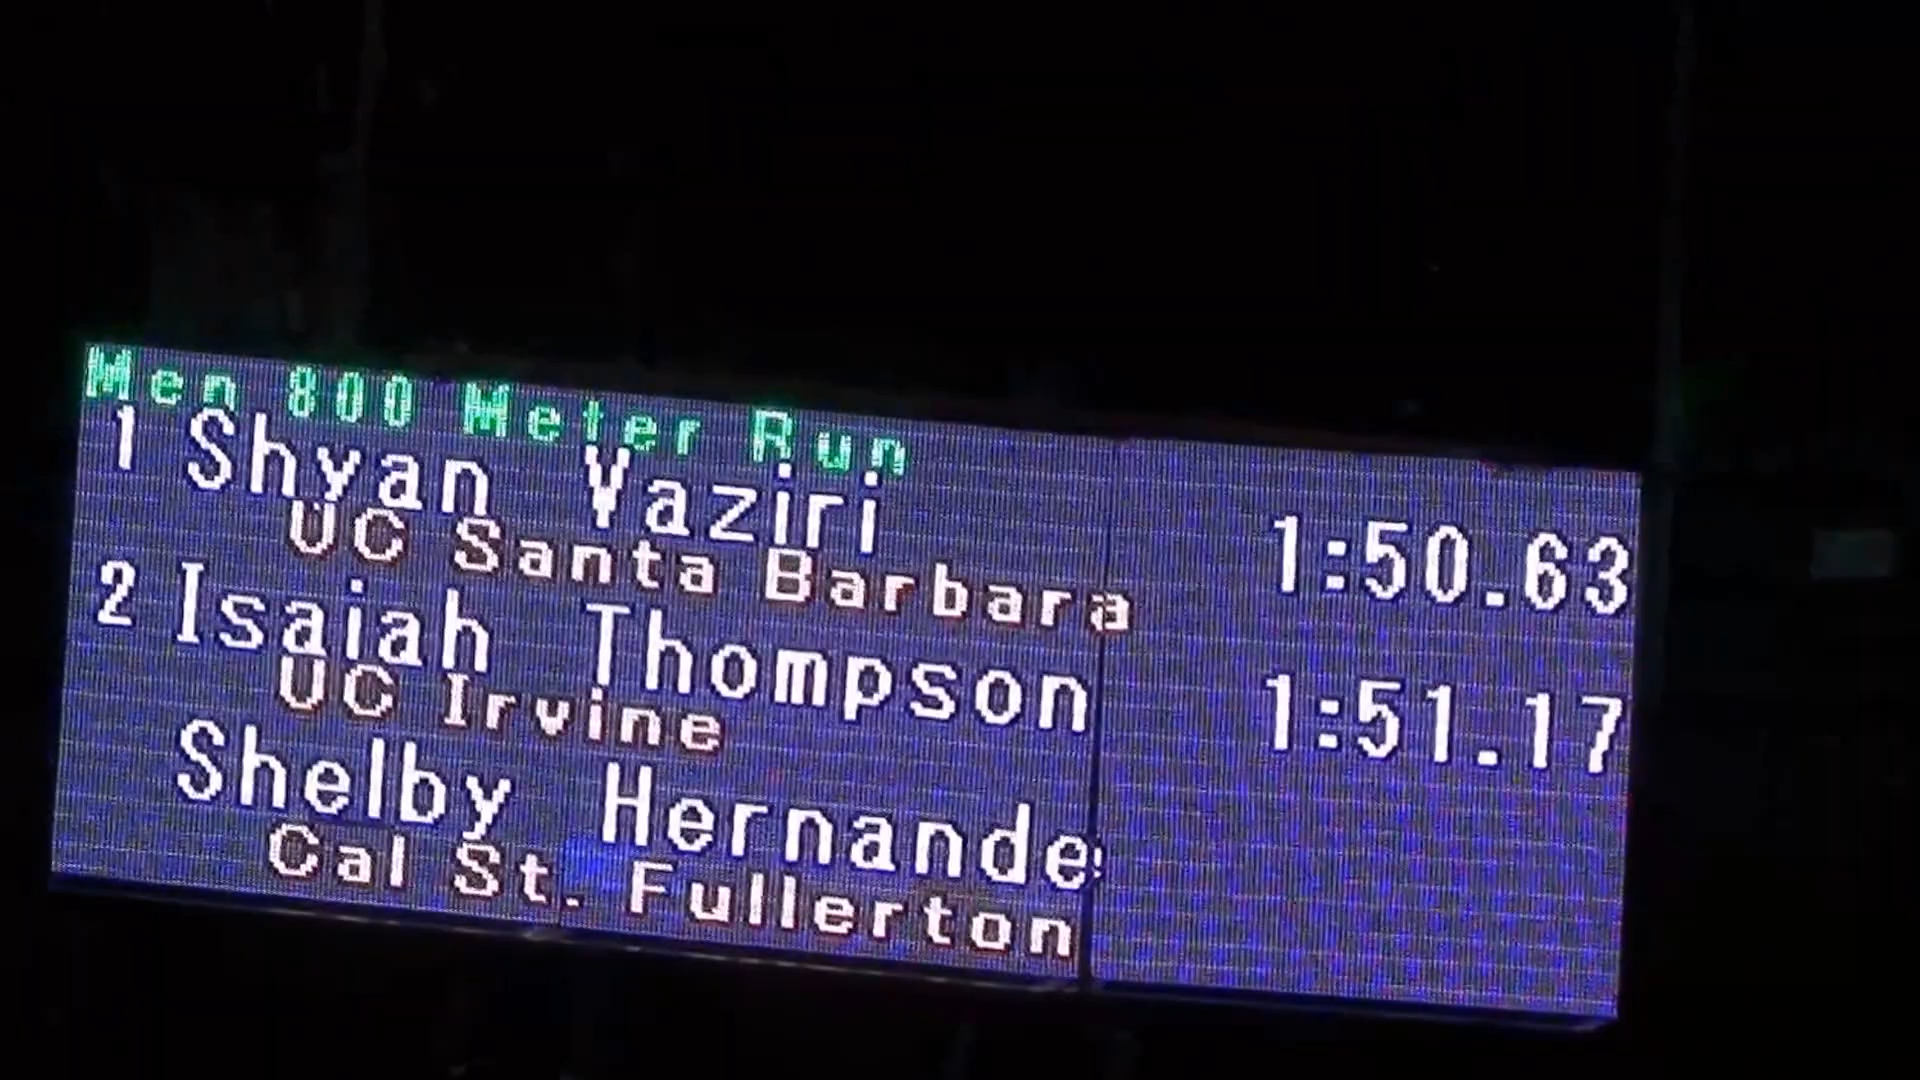 Men 800 Meter Run
1 Shyan Vaziri 1:50.63
UC Santa Barbara
2 Isaiah Thompson 1:51.17
UC Irvine
Shelby Hernande
Cal St. Fullerton